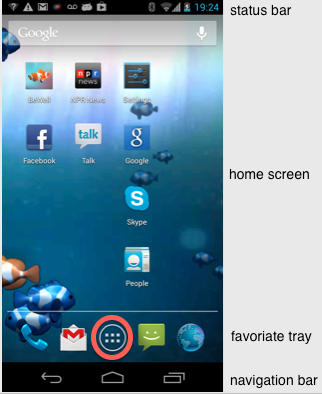 19:24
status bar
Google
npr
BeWell
NPR News
Settings
f
talk
g
Facebook
Talk
Google
home screen
S
Skype
People
favoriate tray
navigation bar